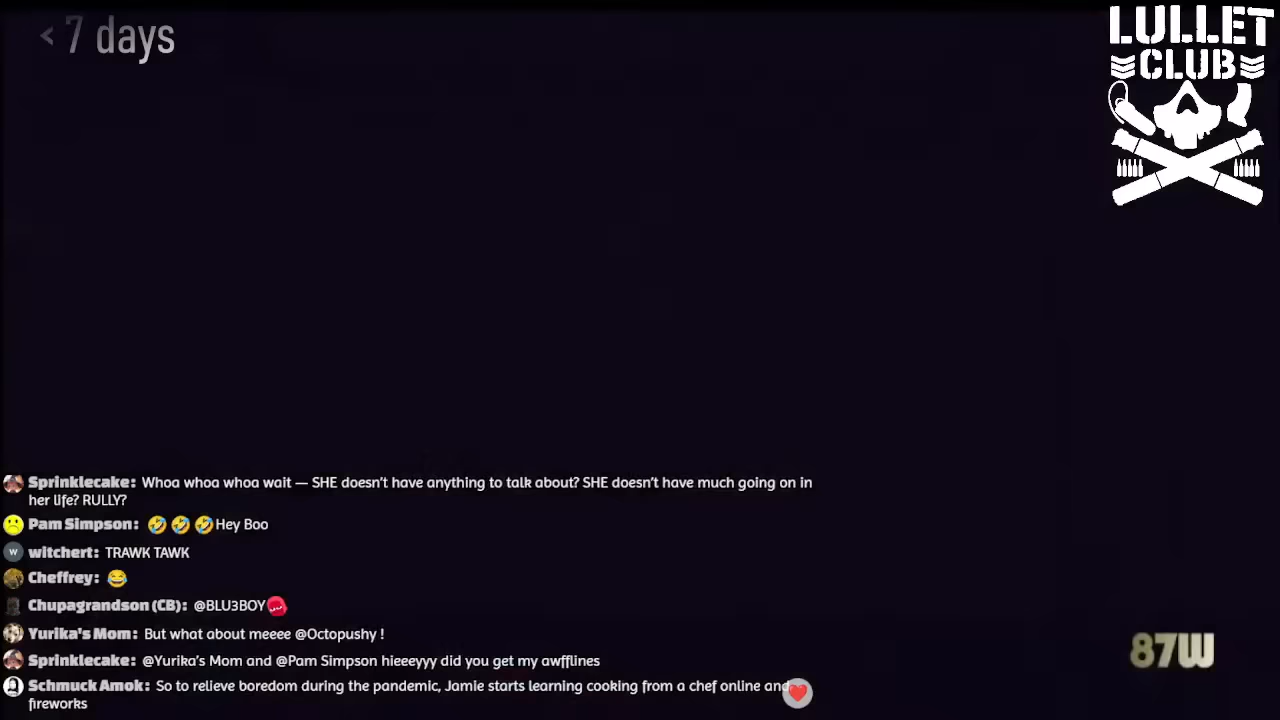 < 7 days
LULLET
CLUB
Sprinklecake: Whoa whoa whoa wait — SHE doesn't have anything to talk about? SHE doesn't have much going on in
her life? RULLY?
Pam Simpson: 🤣🤣🤣Hey Boo
W witchert: TRAWK TAWK
Cheffrey: 😂
Chupagrandson (CB): @BLU3BOY
Yurika's Mom: But what about meeee @Octopushy !
Sprinklecake: @Yurika's Mom and @Pam Simpson hieeeyyy did you get my awfflines
Schmuck Amok: So to relieve boredom during the pandemic, Jamie starts learning cooking from a chef online and
fireworks
87W